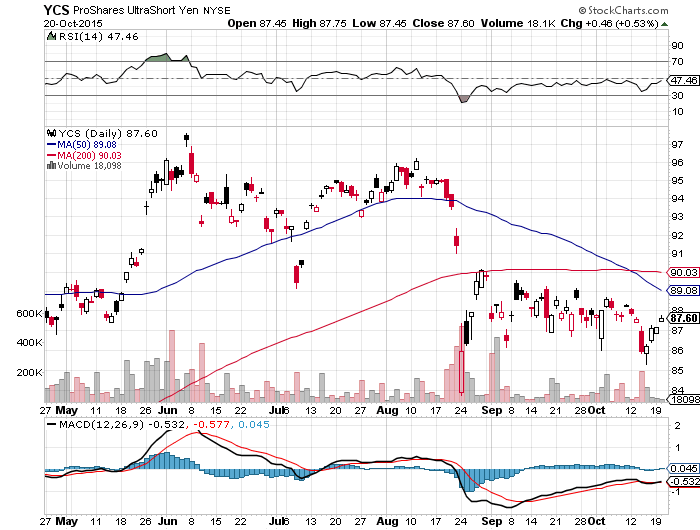 YCS ProShares UltraShort Yen NYSE © StockCharts.com
20-Oct-2015 Open 87.45 High 87.75 Low 87.45 Close 87.60 Volume 18.1K Chg +0.46 (+0.53%)
RSI(14) 47.46
90
70
47.46
30
10
YCS (Daily) 87.60
MA(50) 89.08
MA(200) 90.03
Volume 18,098
97
96
95
94
93
92
91
90.03
89.08
88
87.60
87
86
85
84
600K
400K
200K
18098
27 May 11 18 26 Jun 8 15 22 Jul6 13 20 27 Aug 10 17 24 Sep 8 14 21 28 Oct 12 19
MACD(12,26,9) -0.532, -0.577, 0.045
2
1
0.045
-0.532
-1
27 May 11 18 26 Jun 8 15 22 Jul6 13 20 27 Aug 10 17 24 Sep 8 14 21 28 Oct 12 19